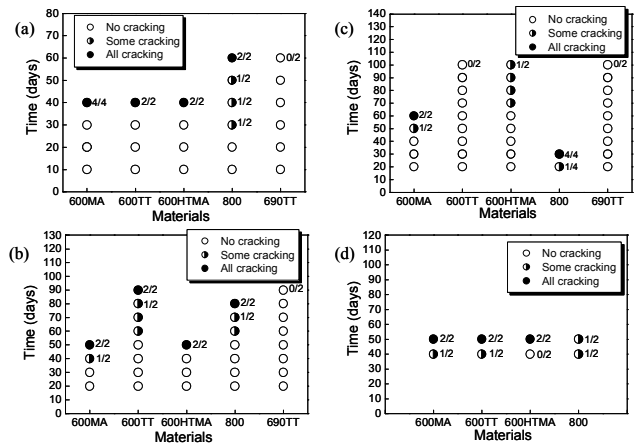 (a)
No cracking
Some cracking
All cracking
Time (days)
80
70
60
50
40
30
20
10
0
4/4
2/2
2/2
2/2
1/2
1/2
1/2
0/2
600MA
600TT
600HTMA
800
690TT
Materials
(c)
No cracking
Some cracking
All cracking
Time (days)
140
130
120
110
100
90
80
70
60
50
40
30
20
2/2
1/2
0/2
1/2
4/4
1/4
0/2
600MA
600TT
600HTMA
800
690TT
Materials
(b)
No cracking
Some cracking
All cracking
Time (days)
130
120
110
100
90
80
70
60
50
40
30
20
10
0
2/2
1/2
2/2
1/2
2/2
2/2
1/2
0/2
600MA
600TT
600HTMA
800
690TT
Materials
(d)
No cracking
Some cracking
All cracking
Time (days)
120
110
100
90
80
70
60
50
40
30
20
10
0
2/2
1/2
2/2
1/2
2/2
0/2
1/2
1/2
600MA
600TT
600HTMA
800
Materials